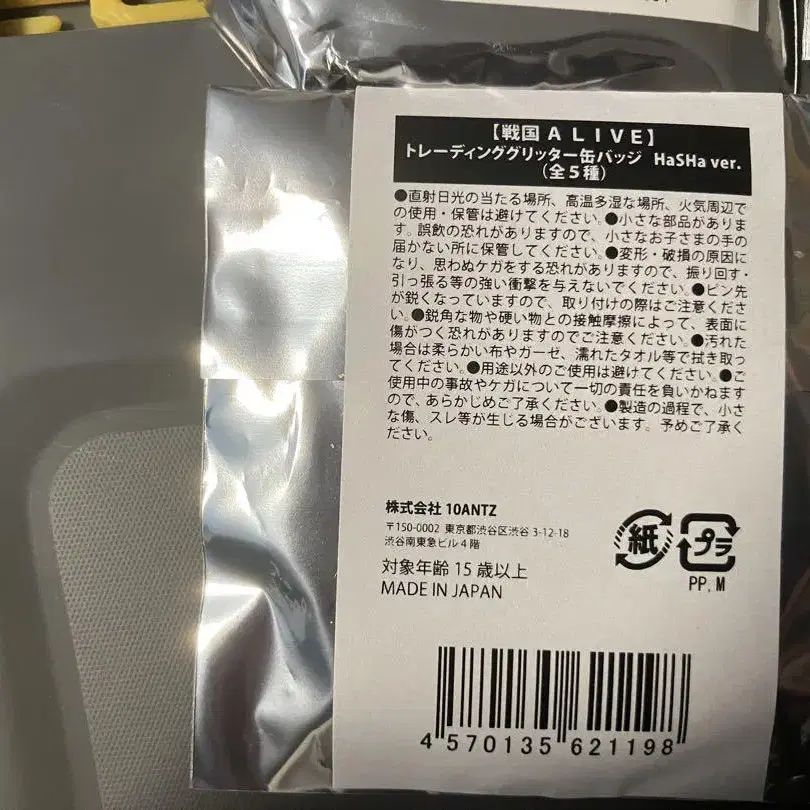 【戦国 ALIVE】
トレーディンググリッター缶バッジ HaSHa ver.
（全5種）
●直射日光の当たる場所、高温多湿な場所、火気周辺で
の使用・保管は避けてください。●小さな部品がありま
す。誤飲の恐れがありますので、小さなお子さまの手の
届かない所に保管してください。●変形・破損の原因に
なり、思わぬケガをする恐れがありますので、振り回す・
引っ張る等の強い衝撃を与えないでください。●ピン先
が鋭くなっていますので、取り付けの際はご注意くださ
い。●鋭角な物や硬い物との接触摩擦によって、表面に
傷がつく恐れがありますのでご注意ください。●汚れた
場合は柔らかい布やガーゼ、濡れたタオル等で拭き取っ
てください。●用途以外のご使用は避けてください。●ご
使用中の事故やケガについて一切の責任を負いかねます
ので、あらかじめご了承ください。●製造の過程で、小さ
な傷、スレ等が生じる場合がございます。予めご了承く
ださい。
株式会社 10ANTZ
〒150-0002 東京都渋谷区渋谷 3-12-18
渋谷南東急ビル4階
対象年齢 15 歳以上
MADE IN JAPAN
紙
プラ
PP, M
4 570135 621198